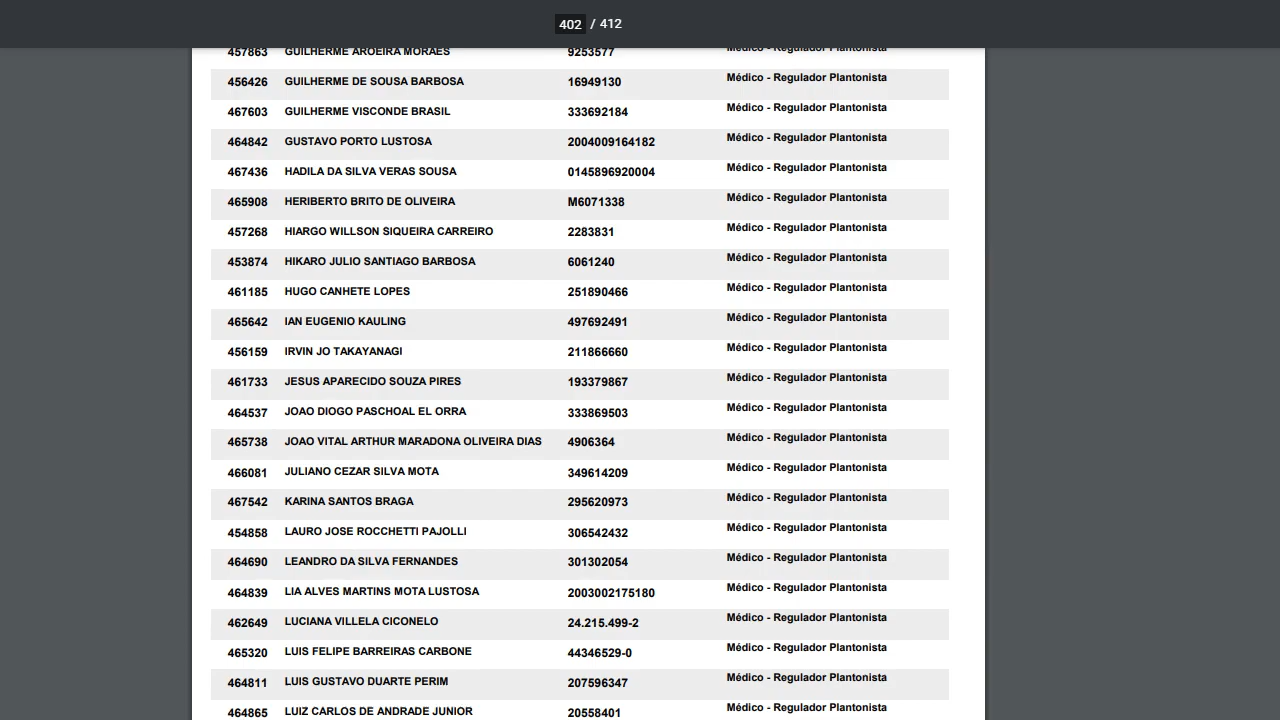 402 / 412
457863 GUILHERME AROEIRA MORAES 9253577 Médico - Regulador Plantonista
456426 GUILHERME DE SOUSA BARBOSA 16949130 Médico - Regulador Plantonista
467603 GUILHERME VISCONDE BRASIL 333692184 Médico - Regulador Plantonista
464842 GUSTAVO PORTO LUSTOSA 2004009164182 Médico - Regulador Plantonista
467436 HADILA DA SILVA VERAS SOUSA 0145896920004 Médico - Regulador Plantonista
465908 HERIBERTO BRITO DE OLIVEIRA M6071338 Médico - Regulador Plantonista
457268 HIARGO WILLSON SIQUEIRA CARREIRO 2283831 Médico - Regulador Plantonista
453874 HIKARO JULIO SANTIAGO BARBOSA 6061240 Médico - Regulador Plantonista
461185 HUGO CANHETE LOPES 251890466 Médico - Regulador Plantonista
465642 IAN EUGENIO KAULING 497692491 Médico - Regulador Plantonista
456159 IRVIN JO TAKAYANAGI 211866660 Médico - Regulador Plantonista
461733 JESUS APARECIDO SOUZA PIRES 193379867 Médico - Regulador Plantonista
464537 JOAO DIOGO PASCHOAL EL ORRA 333869503 Médico - Regulador Plantonista
465738 JOAO VITAL ARTHUR MARADONA OLIVEIRA DIAS 4906364 Médico - Regulador Plantonista
466081 JULIANO CEZAR SILVA MOTA 349614209 Médico - Regulador Plantonista
467542 KARINA SANTOS BRAGA 295620973 Médico - Regulador Plantonista
454858 LAURO JOSE ROCCHETTI PAJOLLI 306542432 Médico - Regulador Plantonista
464690 LEANDRO DA SILVA FERNANDES 301302054 Médico - Regulador Plantonista
464839 LIA ALVES MARTINS MOTA LUSTOSA 2003002175180 Médico - Regulador Plantonista
462649 LUCIANA VILLELA CICONELO 24.215.499-2 Médico - Regulador Plantonista
465320 LUIS FELIPE BARREIRAS CARBONE 44346529-0 Médico - Regulador Plantonista
464811 LUIS GUSTAVO DUARTE PERIM 207596347 Médico - Regulador Plantonista
464865 LUIZ CARLOS DE ANDRADE JUNIOR 20558401 Médico - Regulador Plantonista